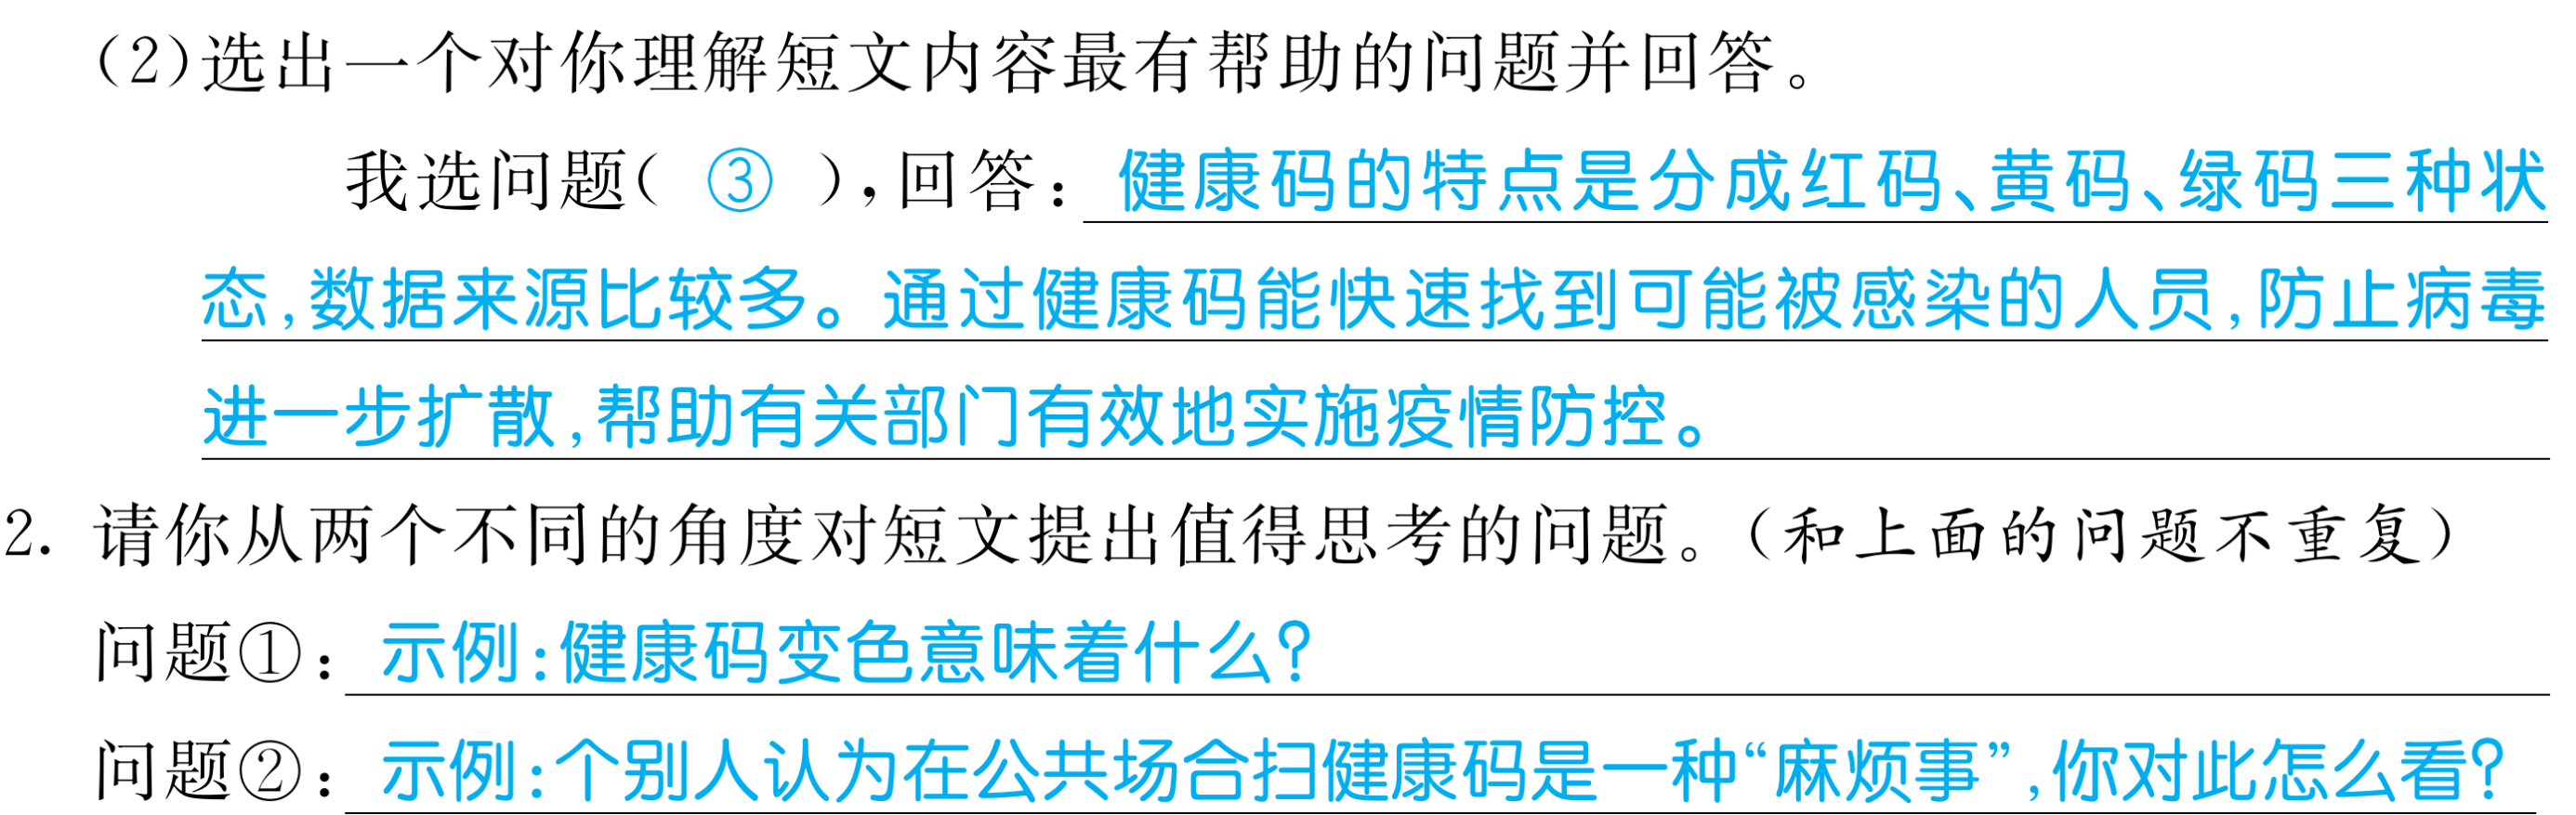 (2)选出一个对你理解短文内容最有帮助的问题并回答。
我选问题( ③ ),回答:健康码的特点是分成红码、黄码、绿码三种状
态,数据来源比较多。通过健康码能快速找到可能被感染的人员,防止病毒
进一步扩散,帮助有关部门有效地实施疫情防控。
2. 请你从两个不同的角度对短文提出值得思考的问题。(和上面的问题不重复)
问题①:示例:健康码变色意味着什么?
问题②:示例:个别人认为在公共场合扫健康码是一种“麻烦事”,你对此怎么看?